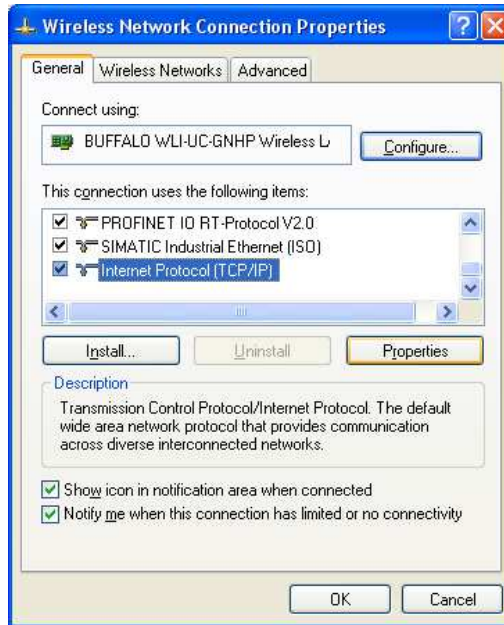 Wireless Network Connection Properties
General Wireless Networks Advanced
Connect using:
BUFFALO WLI-UC-GNHP Wireless L
Configure...
This connection uses the following items:
PROFINET IO RT-Protocol V2.0
SIMATIC Industrial Ethernet (ISO)
Internet Protocol (TCP/IP)
Install... Uninstall Properties
Description
Transmission Control Protocol/Internet Protocol. The default
wide area network protocol that provides communication
across diverse interconnected networks.
Show icon in notification area when connected
Notify me when this connection has limited or no connectivity
OK Cancel